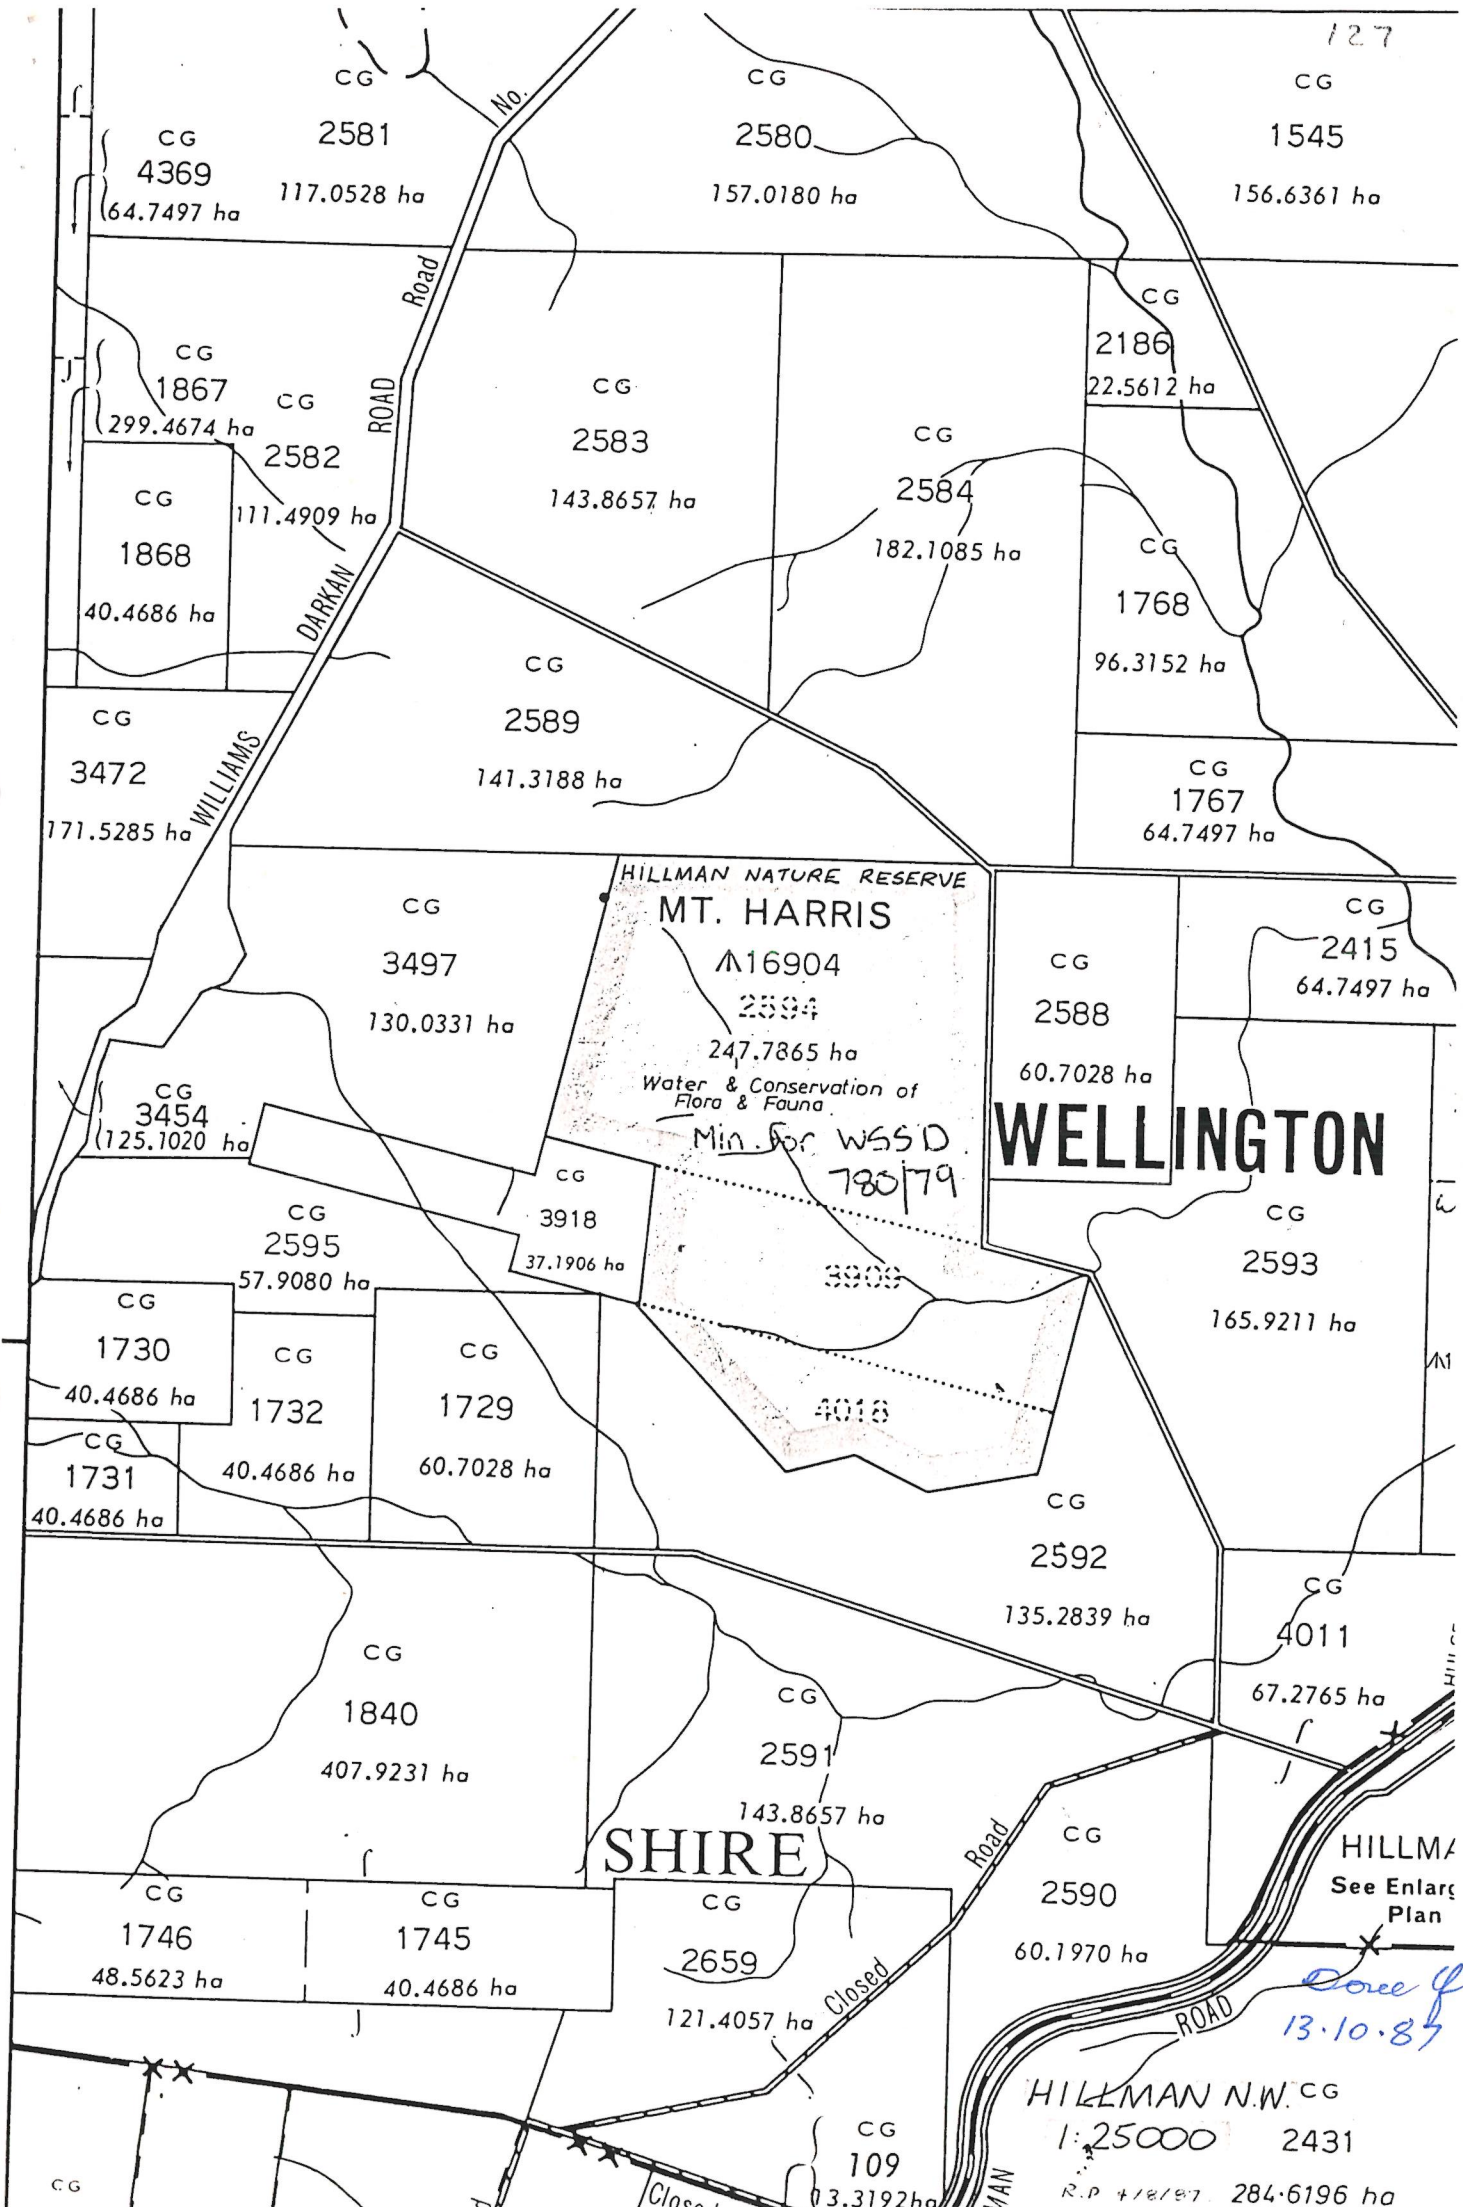 127
CG
2581
117.0528 ha
CG
4369
64.7497 ha
No.
CG
2580
157.0180 ha
CG
1545
156.6361 ha
Road
CG
1867
299.4674 ha
CG
2582
111.4909 ha
ROAD
CG
2583
143.8657 ha
CG
2584
182.1085 ha
CG
2186
22.5612 ha
CG
1868
40.4686 ha
DARKAN
CG
1768
96.3152 ha
CG
2589
141.3188 ha
CG
3472
171.5285 ha
WILLIAMS
CG
1767
64.7497 ha
HILLMAN NATURE RESERVE
MT. HARRIS
16904
2594
247.7865 ha
Water & Conservation of
Flora & Fauna
Min. for WSSD
780/79
CG
3497
130.0331 ha
CG
2588
60.7028 ha
CG
2415
64.7497 ha
WELLINGTON
CG
3454
125.1020 ha
CG
3918
37.1906 ha
CG
2595
57.9080 ha
3909
CG
2593
165.9211 ha
CG
1730
40.4686 ha
CG
1732
40.4686 ha
CG
1729
60.7028 ha
4018
CG
1731
40.4686 ha
CG
2592
135.2839 ha
CG
4011
67.2765 ha
CG
1840
407.9231 ha
CG
2591
143.8657 ha
SHIRE
Road
CG
2590
60.1970 ha
HILLMA
See Enlarg
Plan
CG
1746
48.5623 ha
CG
1745
40.4686 ha
CG
2659
121.4057 ha
Closed
ROAD
13.10.87
HILLMAN N.W.
1:25000
R.P 4/8/87
CG
2431
284.6196 ha
CG
109
13.3192ha
CG
Close
MAN